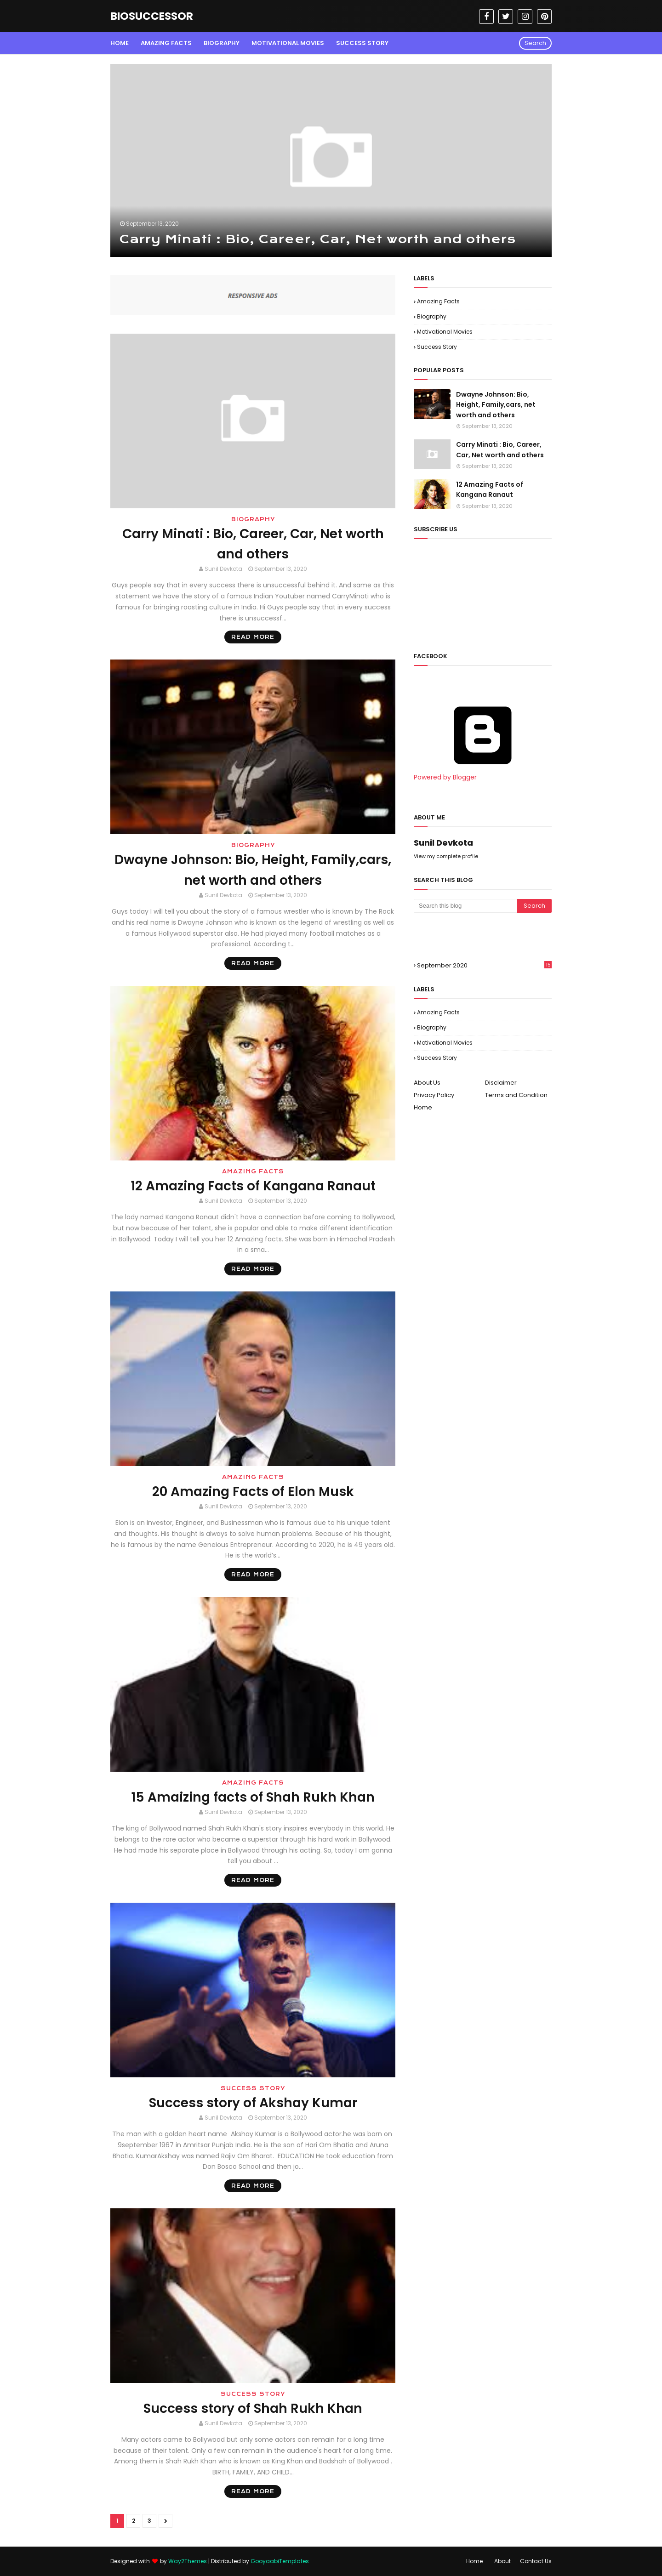 BIOSUCCESSOR
HOME AMAZING FACTS BIOGRAPHY MOTIVATIONAL MOVIES SUCCESS STORY Search
September 13, 2020
Carry Minati : Bio, Career, Car, Net worth and others
RESPONSIVE ADS
BIOGRAPHY
Carry Minati : Bio, Career, Car, Net worth
and others
Sunil Devkota September 13, 2020
Guys people say that in every success there is unsuccessful behind it. And same as this
statement we have the story of a famous Indian Youtuber named CarryMinati who is
famous for bringing roasting culture in India. Hi Guys people say that in every success
there is unsuccessf...
READ MORE
BIOGRAPHY
Dwayne Johnson: Bio, Height, Family,cars,
net worth and others
Sunil Devkota September 13, 2020
Guys today I will tell you about the story of a famous wrestler who is known by The Rock
and his real name is Dwayne Johnson who is known as the legend of wrestling as well as
a famous Hollywood superstar also. He had played many football matches as a
professional. According t...
READ MORE
AMAZING FACTS
12 Amazing Facts of Kangana Ranaut
Sunil Devkota September 13, 2020
The lady named Kangana Ranaut didn't have a connection before coming to Bollywood,
but now because of her talent, she is popular and able to make different identification
in Bollywood. Today I will tell you her 12 Amazing facts. She was born in Himachal Pradesh
in a sma...
READ MORE
AMAZING FACTS
20 Amazing Facts of Elon Musk
Sunil Devkota September 13, 2020
Elon is an Investor, Engineer, and Businessman who is famous due to his unique talent
and thoughts. His thought is always to solve human problems. Because of his thought,
he is famous by the name Geneious Entrepreneur. According to 2020, he is 49 years old.
He is the world's...
READ MORE
AMAZING FACTS
15 Amaizing facts of Shah Rukh Khan
Sunil Devkota September 13, 2020
The king of Bollywood named Shah Rukh Khan's story inspires everybody in this world. He
belongs to the rare actor who became a superstar through his hard work in Bollywood.
He had made his separate place in Bollywood through his acting. So, today I am gonna
tell you about ...
READ MORE
SUCCESS STORY
Success story of Akshay Kumar
Sunil Devkota September 13, 2020
The man with a golden heart name Akshay Kumar is a Bollywood actor.he was born on
9september 1967 in Amritsar Punjab India. He is the son of Hari Om Bhatia and Aruna
Bhatia. KumarAkshay was named Rajiv Om Bharat. EDUCATION He took education from
Don Bosco School and then jo...
READ MORE
SUCCESS STORY
Success story of Shah Rukh Khan
Sunil Devkota September 13, 2020
Many actors came to Bollywood but only some actors can remain for a long time
because of their talent. Only a few can remain in the audience's heart for a long time.
Among them is Shah Rukh Khan who is known as King Khan and Badshah of Bollywood .
BIRTH, FAMILY, AND CHILD...
READ MORE
1 2 3
LABELS
Amazing Facts
Biography
Motivational Movies
Success Story
POPULAR POSTS
Dwayne Johnson: Bio,
Height, Family,cars, net
worth and others
September 13, 2020
Carry Minati : Bio, Career,
Car, Net worth and others
September 13, 2020
12 Amazing Facts of
Kangana Ranaut
September 13, 2020
SUBSCRIBE US
FACEBOOK
Powered by Blogger
ABOUT ME
Sunil Devkota
View my complete profile
SEARCH THIS BLOG
Search this blog Search
September 2020
LABELS
Amazing Facts
Biography
Motivational Movies
Success Story
About Us Disclaimer
Privacy Policy Terms and Condition
Home
Designed with by Way2Themes | Distributed by GooyaabiTemplates
Home About Contact Us